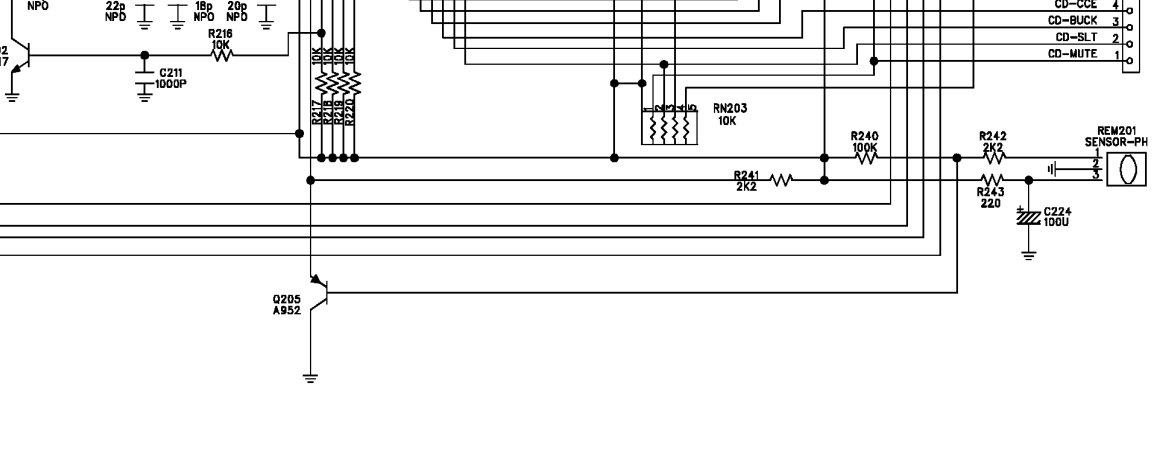 22p
NPO
18p
NPO
20p
NPO
NPO
CD-CCE 4
CD-BUCK 3
CD-SLT 2
CD-MUTE 1
R216
10K
C211
1000P
10K
10K
10K
10K
R217
R218
R219
R220
1 2 3 4 5
RN203
10K
R240
100K
R242
2K2
REM201
SENSOR-PH
1
2
3
R241
2K2
R243
220
+
C224
100U
Q205
A952